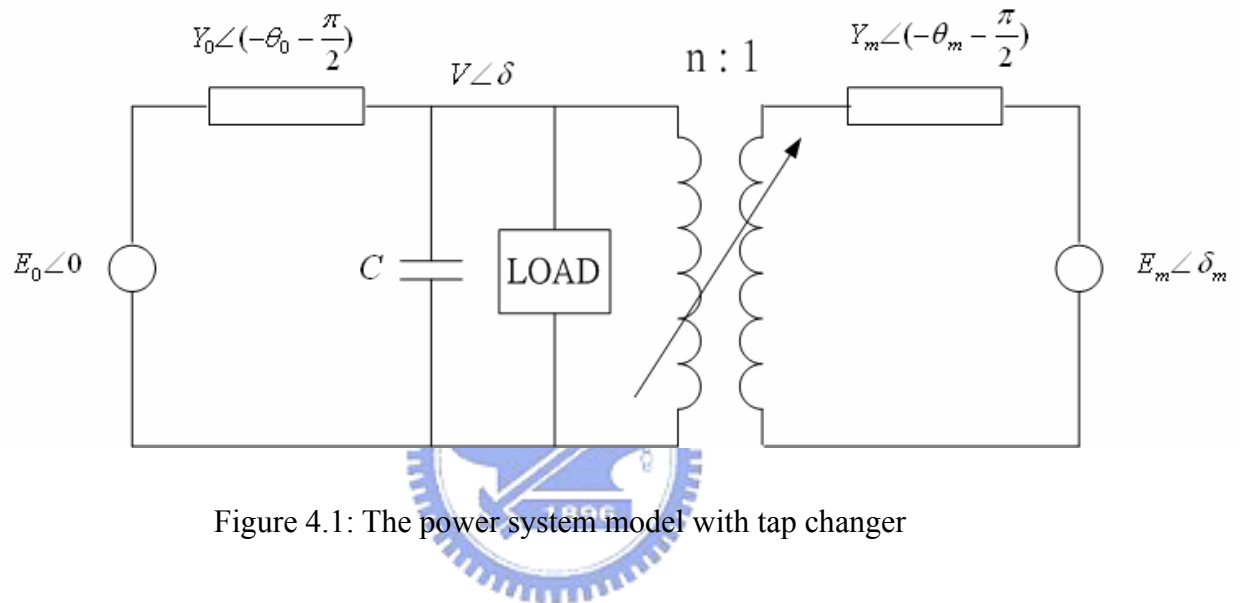 Y₀∠(-θ₀ - π/2)
Yₘ∠(-θₘ - π/2)
V∠δ
n : 1
E₀∠0
C
LOAD
Eₘ∠δₘ
1896
Figure 4.1: The power system model with tap changer